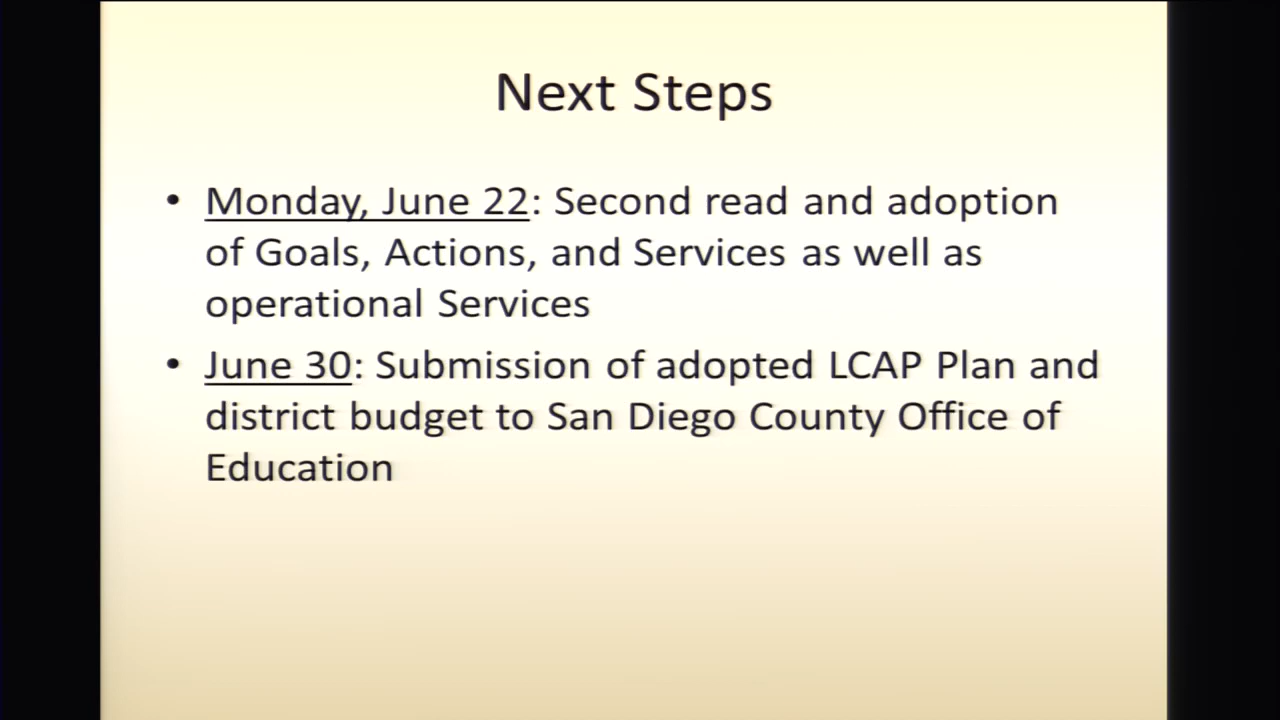 Next Steps
• Monday, June 22: Second read and adoption
of Goals, Actions, and Services as well as
operational Services
• June 30: Submission of adopted LCAP Plan and
district budget to San Diego County Office of
Education